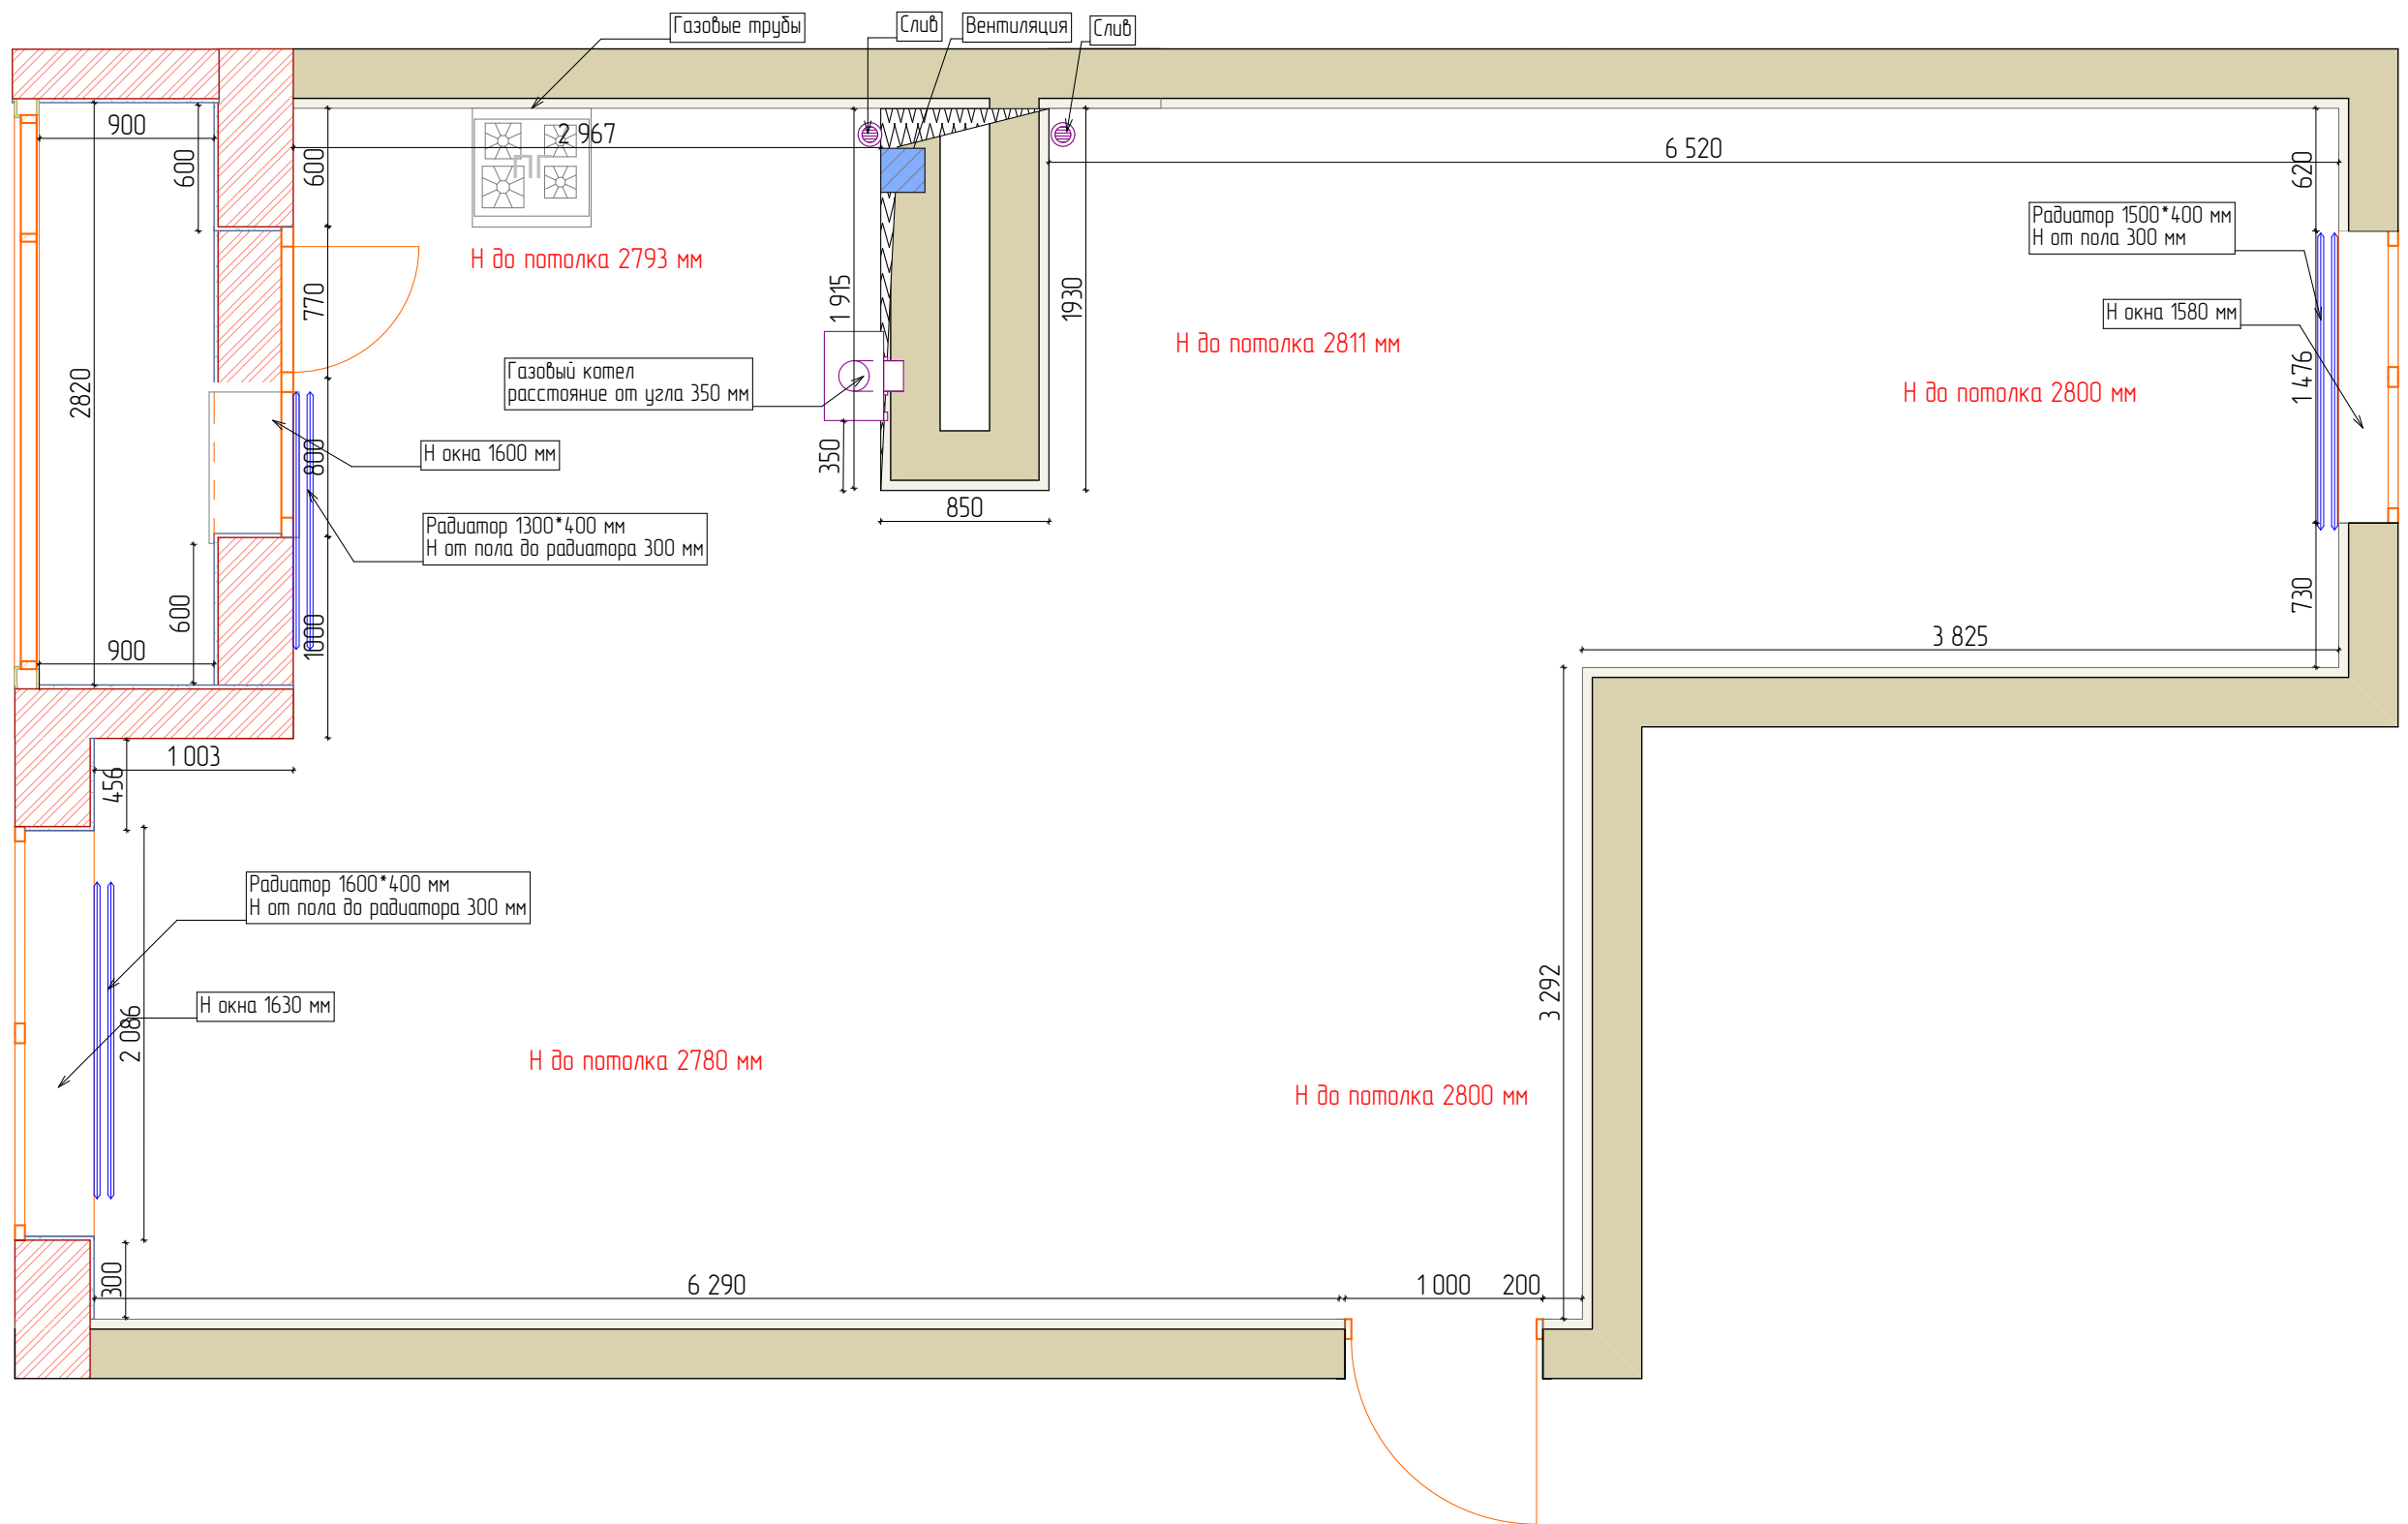 Газовые трубы
Слив
Вентиляция
Слив
900
600
600
2 967
6 520
620
Радиатор 1500*400 мм
Н от пола 300 мм
Н до потолка 2793 мм
770
1 915
1930
Н окна 1580 мм
Н до потолка 2811 мм
1 476
Н до потолка 2800 мм
Газовый котел
расстояние от угла 350 мм
2820
Н окна 1600 мм
800
350
850
Радиатор 1300*400 мм
Н от пола до радиатора 300 мм
600
1000
900
730
3 825
1 003
456
Радиатор 1600*400 мм
Н от пола до радиатора 300 мм
3 292
Н окна 1630 мм
2 086
Н до потолка 2780 мм
Н до потолка 2800 мм
300
6 290
1 000
200